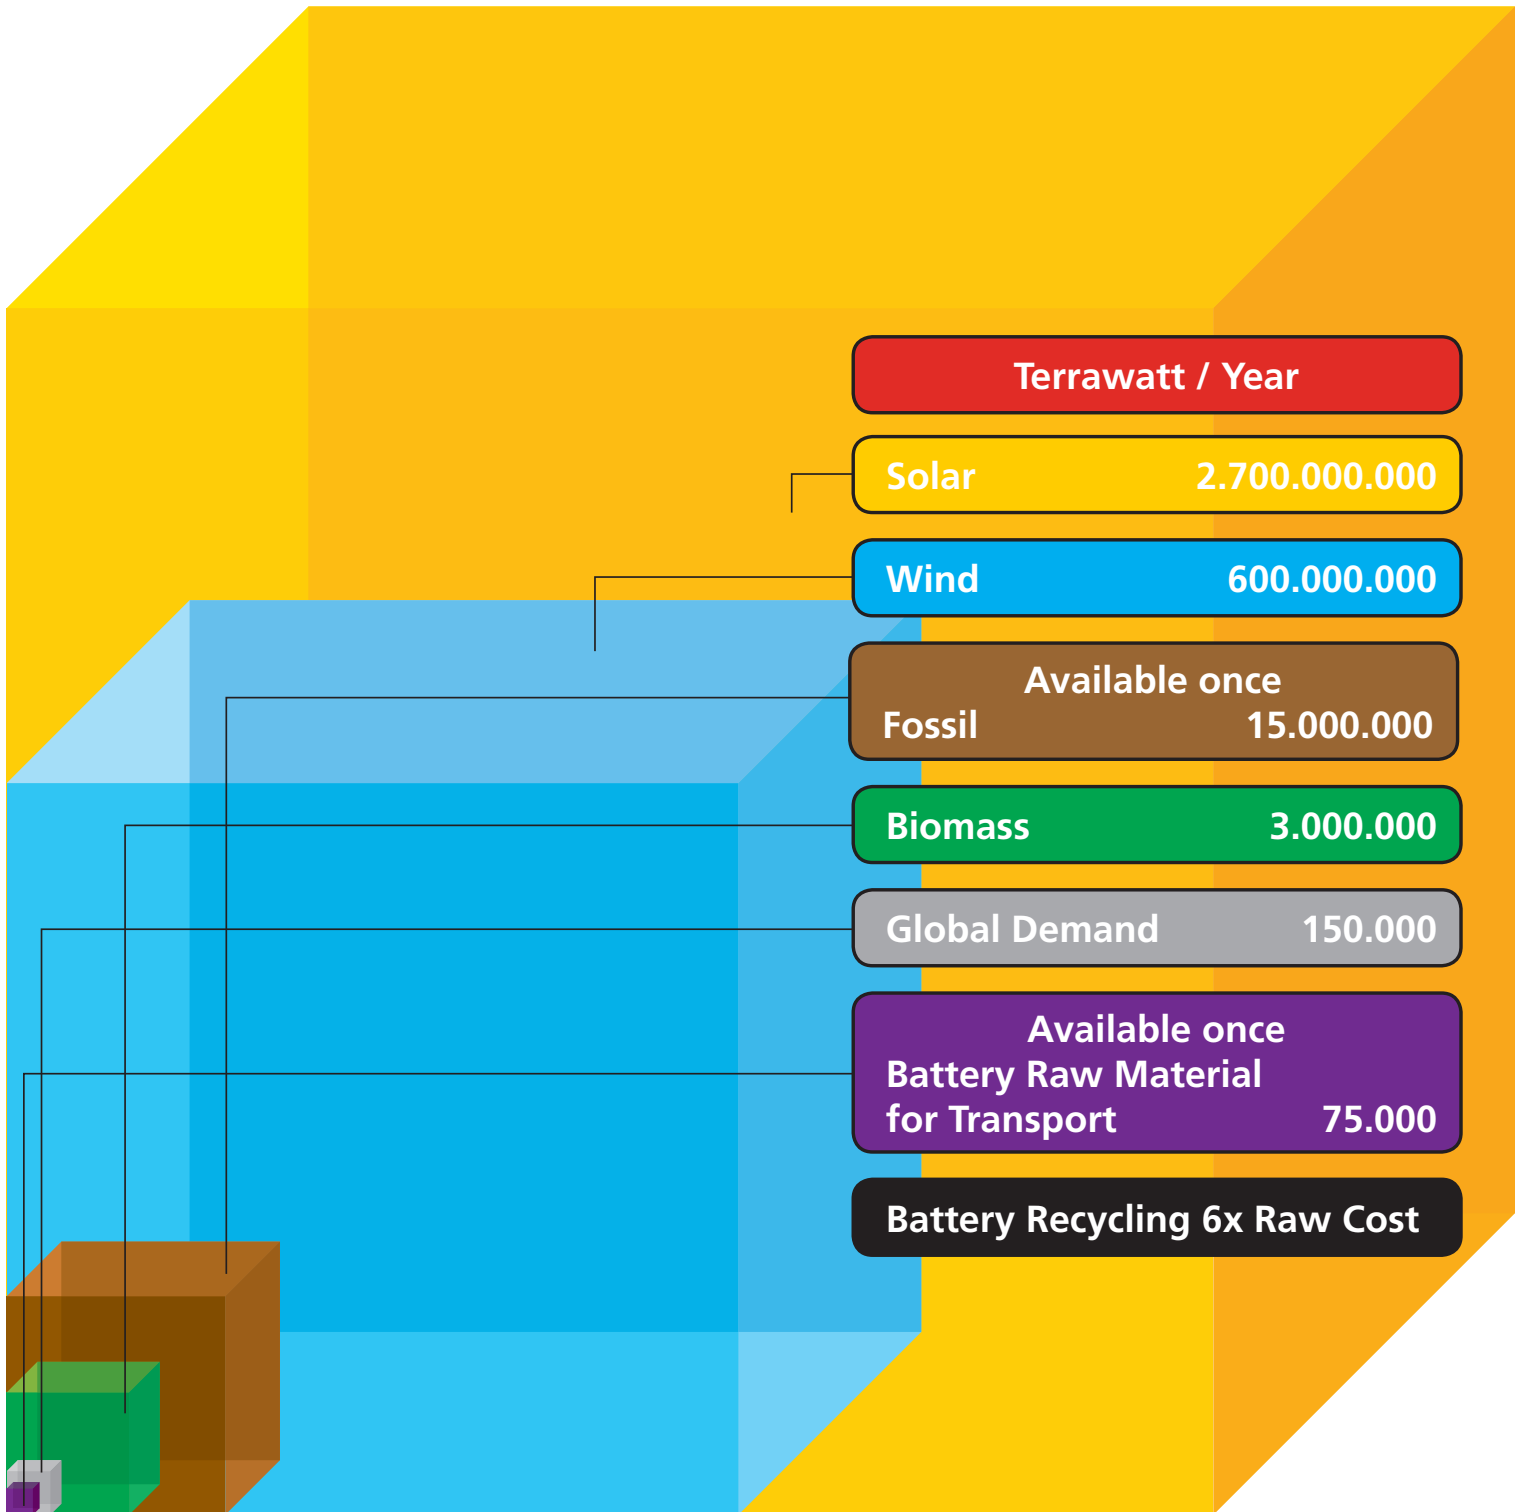 Terrawatt / Year
Solar 2.700.000.000
Wind 600.000.000
Available once
Fossil 15.000.000
Biomass 3.000.000
Global Demand 150.000
Available once
Battery Raw Material
for Transport 75.000
Battery Recycling 6x Raw Cost